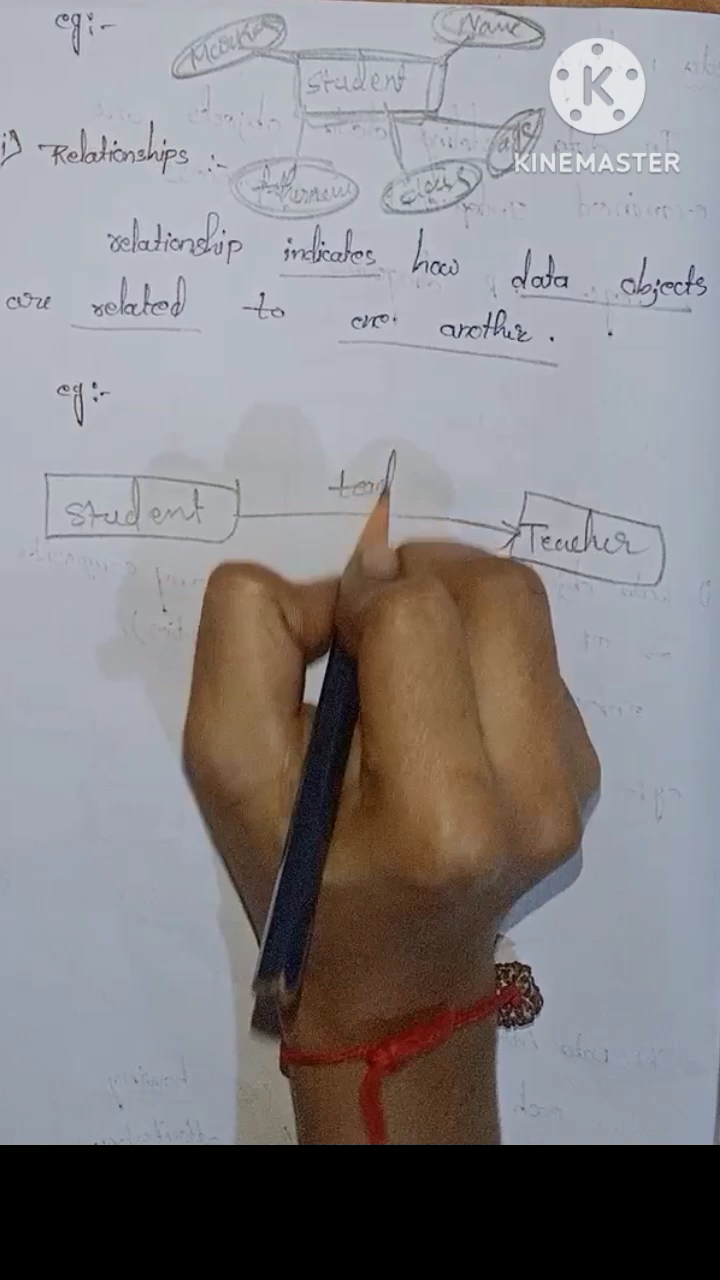 eg:-
Marks
Name
Student
K
KINEMASTER
age
Relationships :-
class
relationship indicates how data objects
are related to one another.
eg:-
Student
Teacher